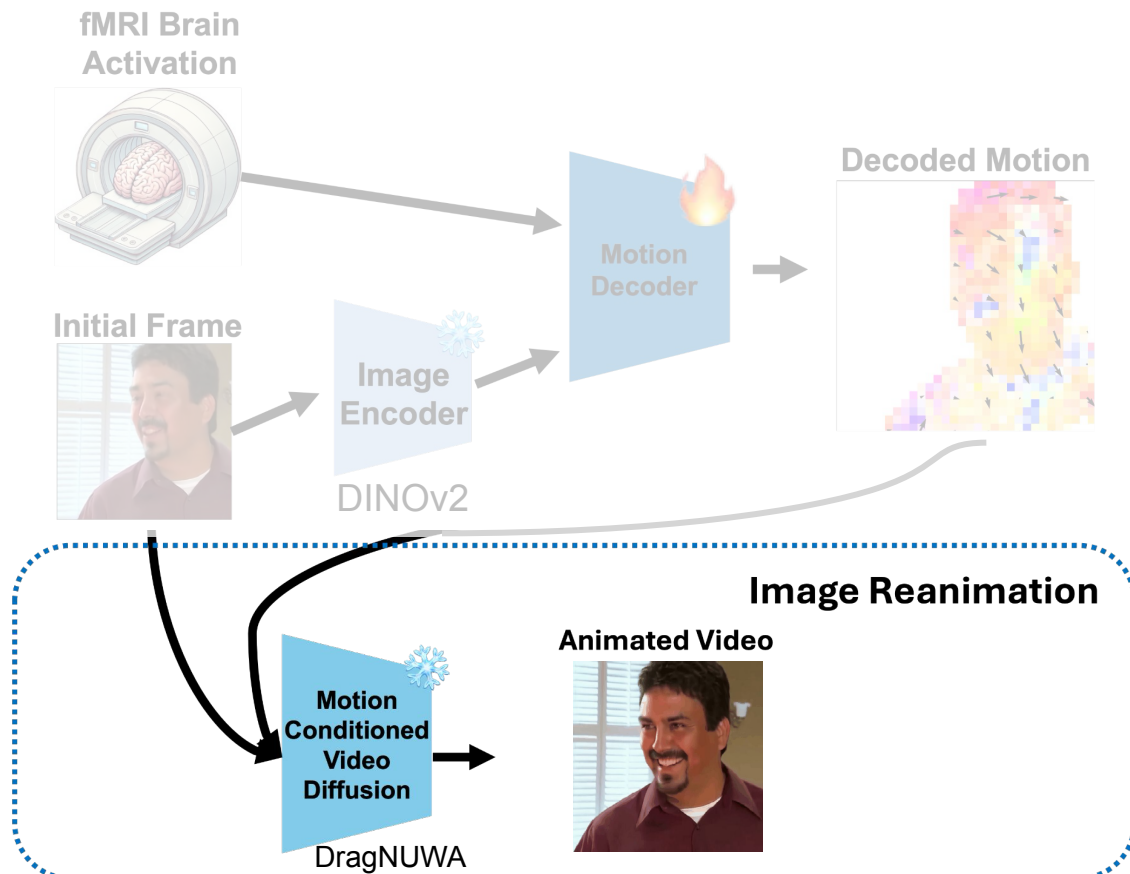 fMRI Brain
Activation
Decoded Motion
Motion
Decoder
Initial Frame
Image
Encoder
DINOv2
Image Reanimation
Animated Video
Motion
Conditioned
Video
Diffusion
DragNUWA